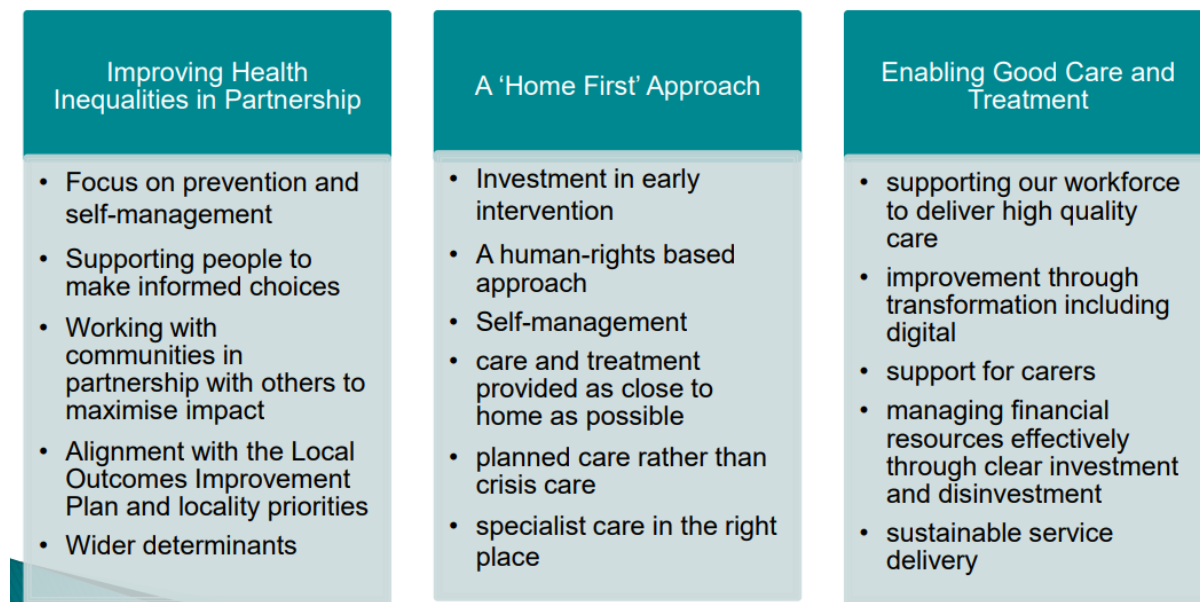 Improving Health
Inequalities in Partnership
• Focus on prevention and
self-management
• Supporting people to
make informed choices
• Working with
communities in
partnership with others to
maximise impact
• Alignment with the Local
Outcomes Improvement
Plan and locality priorities
• Wider determinants
A ‘Home First’ Approach
• Investment in early
intervention
• A human-rights based
approach
• Self-management
• care and treatment
provided as close to
home as possible
• planned care rather than
crisis care
• specialist care in the right
place
Enabling Good Care and
Treatment
• supporting our workforce
to deliver high quality
care
• improvement through
transformation including
digital
• support for carers
• managing financial
resources effectively
through clear investment
and disinvestment
• sustainable service
delivery